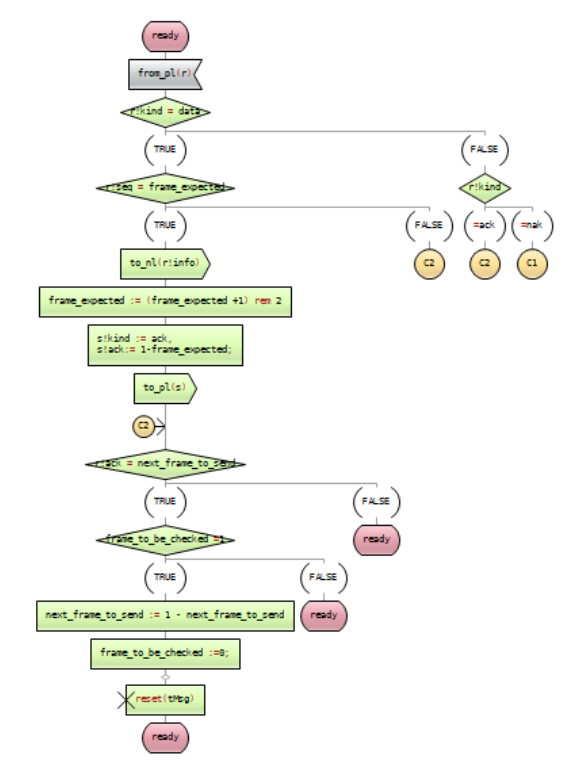 ready
from_pl(r)
r!kind = data
(TRUE)
(FALSE)
r!seq = frame_expected
r!kind
(TRUE)
(FALSE)
(=ack)
(=nak)
to_nl(r!info)
C2
C2
C1
frame_expected := (frame_expected +1) rem 2
s!kind := ack,
s!ack:= 1-frame_expected;
to_pl(s)
C2
r!ack = next_frame_to_send
(TRUE)
(FALSE)
frame_to_be_checked =1
ready
(TRUE)
(FALSE)
next_frame_to_send := 1 - next_frame_to_send
ready
frame_to_be_checked :=0;
reset(tMsg)
ready